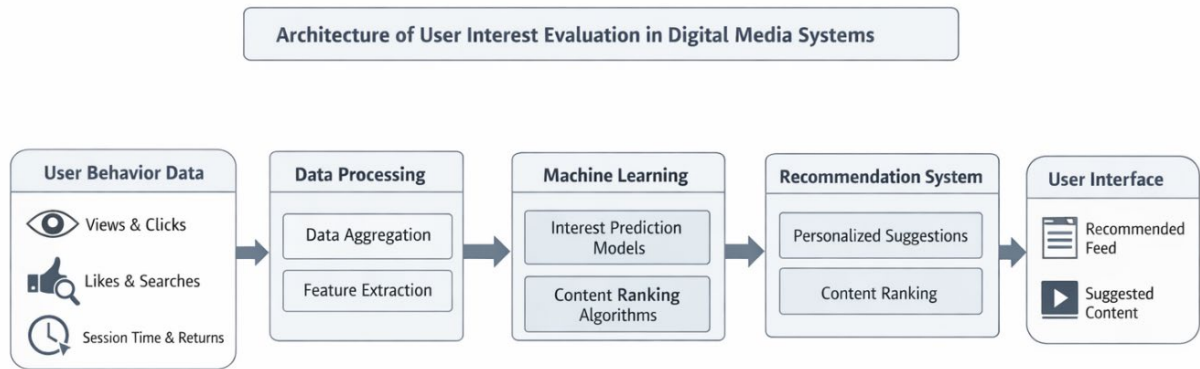 Architecture of User Interest Evaluation in Digital Media Systems
User Behavior Data
Views & Clicks
Likes & Searches
Session Time & Returns
Data Processing
Data Aggregation
Feature Extraction
Machine Learning
Interest Prediction
Models
Content Ranking
Algorithms
Recommendation System
Personalized Suggestions
Content Ranking
User Interface
Recommended
Feed
Suggested
Content